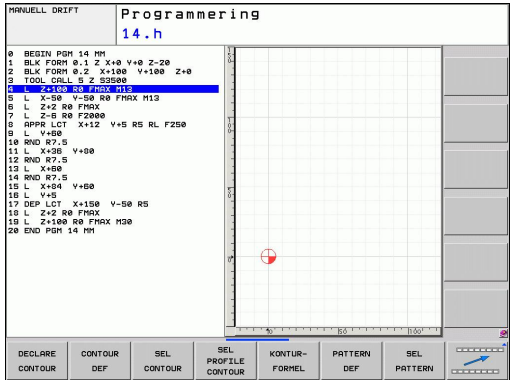 MANUELL DRIFT
Programmering
14.h
0 BEGIN PGM 14 MM
1 BLK FORM 0.1 Z X+0 Y+0 Z-20
2 BLK FORM 0.2 X+100 Y+100 Z+0
3 TOOL CALL 5 Z S3500
4 L Z+100 R0 FMAX M13
5 L X-50 Y-50 R0 FMAX M13
6 L Z+2 R0 FMAX
7 L Z-6 R0 F2000
8 APPR LCT X+12 Y+5 R5 RL F250
9 L Y+60
10 RND R7.5
11 L X+36 Y+80
12 RND R7.5
13 L X+60
14 RND R7.5
15 L X+84 Y+60
16 L Y+5
17 DEP LCT X+150 Y-50 R5
18 L Z+2 R0 FMAX
19 L Z+100 R0 FMAX M30
20 END PGM 14 MM
50
100
DECLARE CONTOUR
CONTOUR DEF
SEL CONTOUR
SEL PROFILE CONTOUR
KONTUR-FORMEL
PATTERN DEF
SEL PATTERN